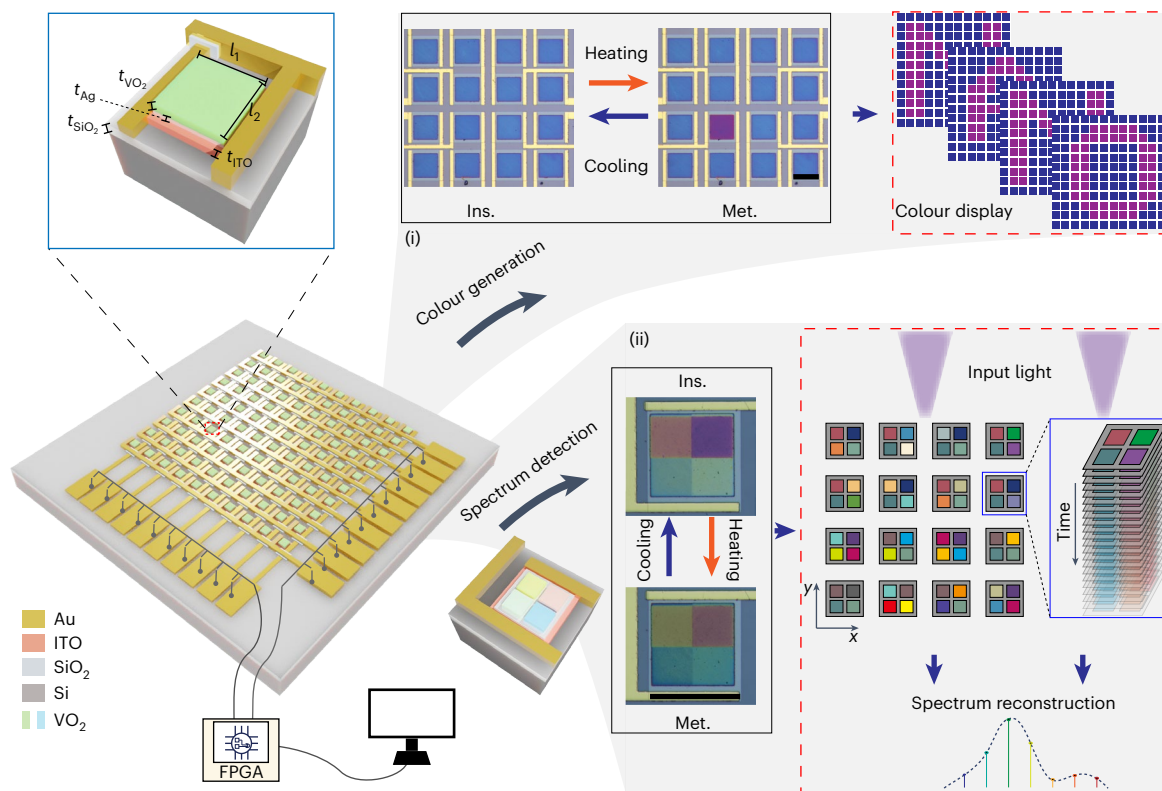 l1
l2
tVO2
tAg
tSiO2
tITO
Heating
Cooling
Ins.
Met.
(i)
Colour display
Colour generation
(ii)
Spectrum detection
Ins.
Cooling
Heating
Met.
Input light
Time
y
x
Spectrum reconstruction
Au
ITO
SiO2
Si
VO2
FPGA